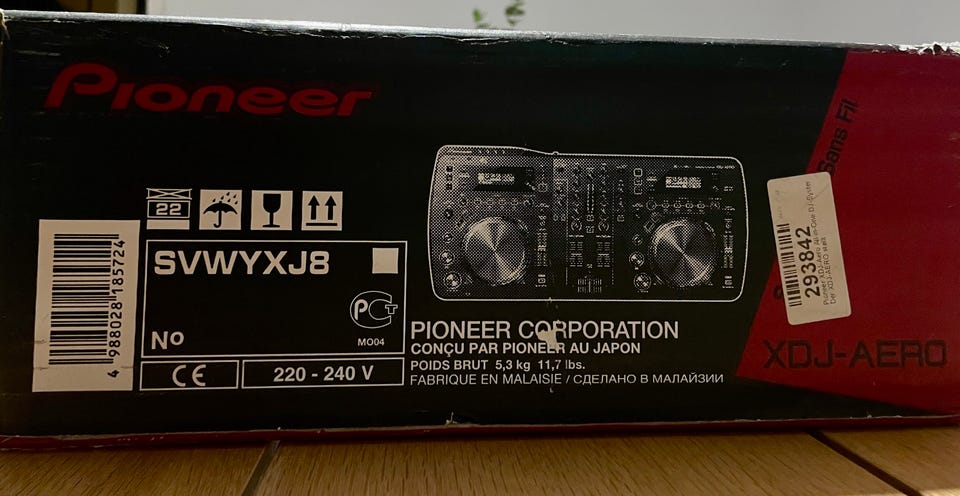 Pioneer
22
SVWYXJ8
Nº
PCT
MO04
CE
220 - 240 V
4 988028 185724
PIONEER CORPORATION
CONÇU PAR PIONEER AU JAPON
POIDS BRUT 5,3 kg 11,7 lbs.
FABRIQUE EN MALAISIE / СДЕЛАНО В МАЛАЙЗИИ
Sans Fil
293842
XDJ-AERO